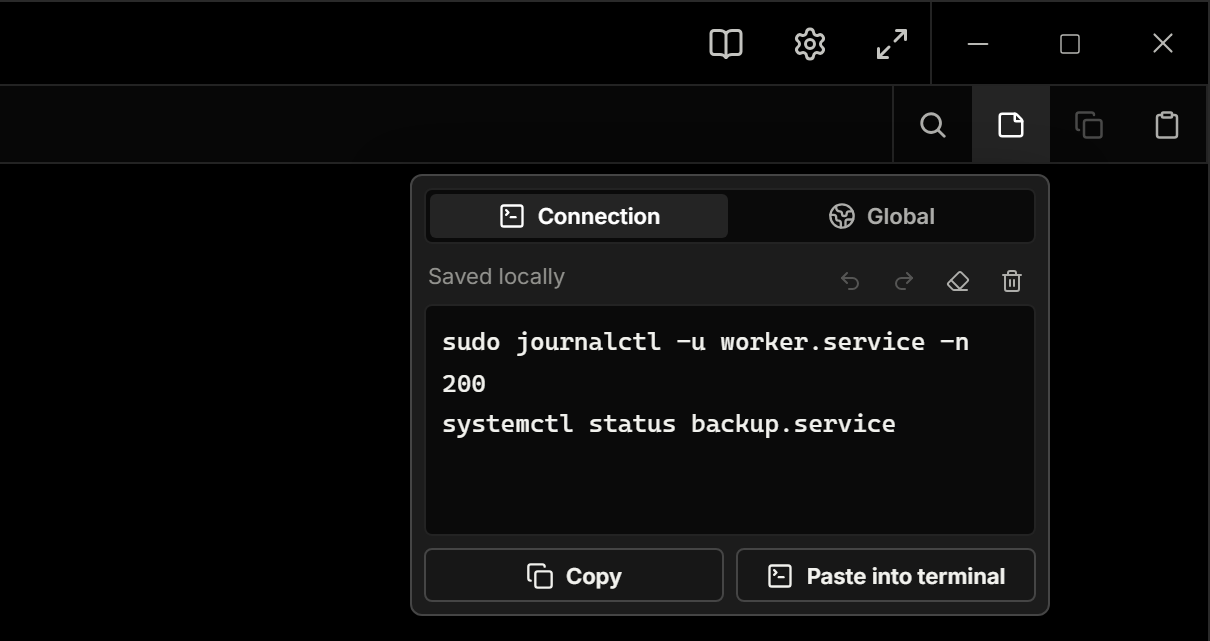 Connection
Global
Saved locally
sudo journalctl -u worker.service -n
200
systemctl status backup.service
Copy
Paste into terminal